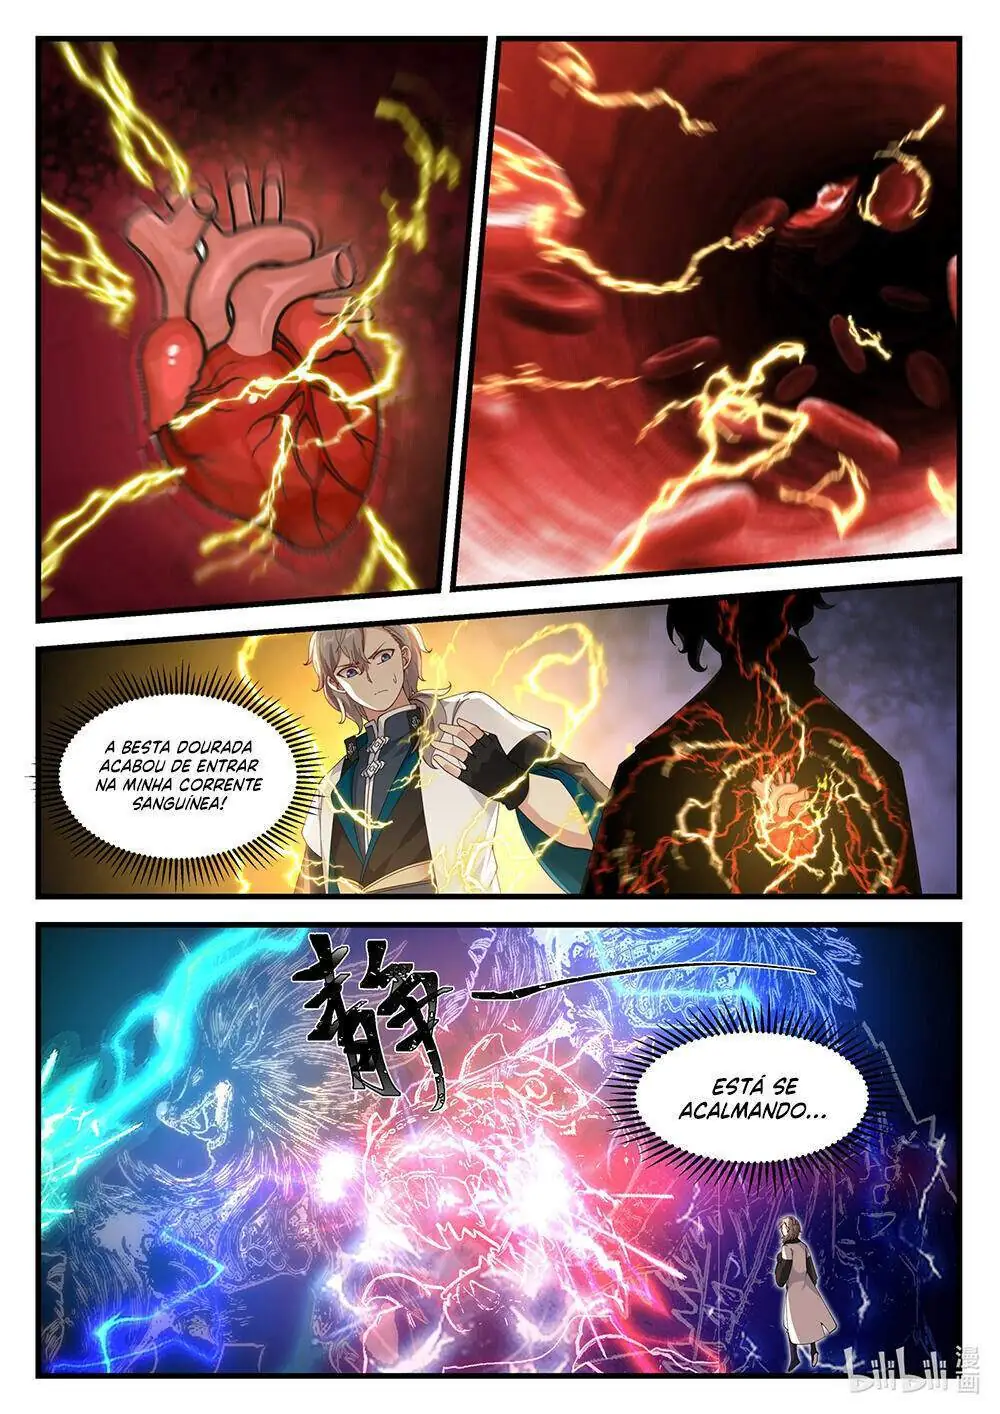 A BESTA DOURADA
ACABOU DE ENTRAR
NA MINHA CORRENTE
SANGUÍNEA!
静
ESTÁ SE
ACALMANDO...
bilibili
漫画